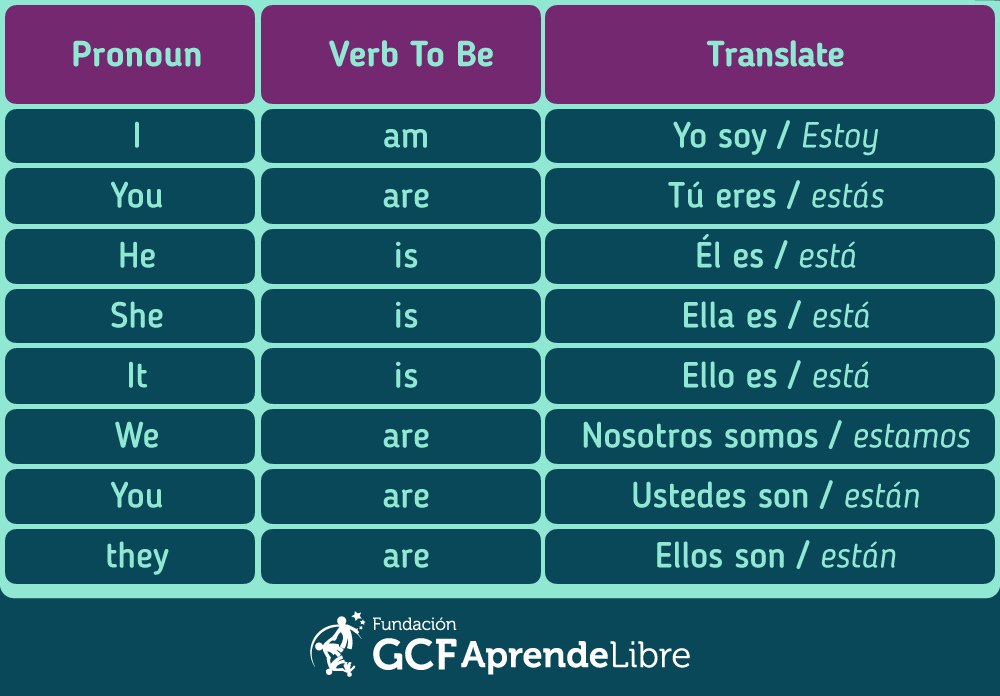 Pronoun Verb To Be Translate
I am Yo soy / Estoy
You are Tú eres / estás
He is Él es / está
She is Ella es / está
It is Ello es / está
We are Nosotros somos / estamos
You are Ustedes son / están
they are Ellos son / están
Fundación
GCFAprendeLibre